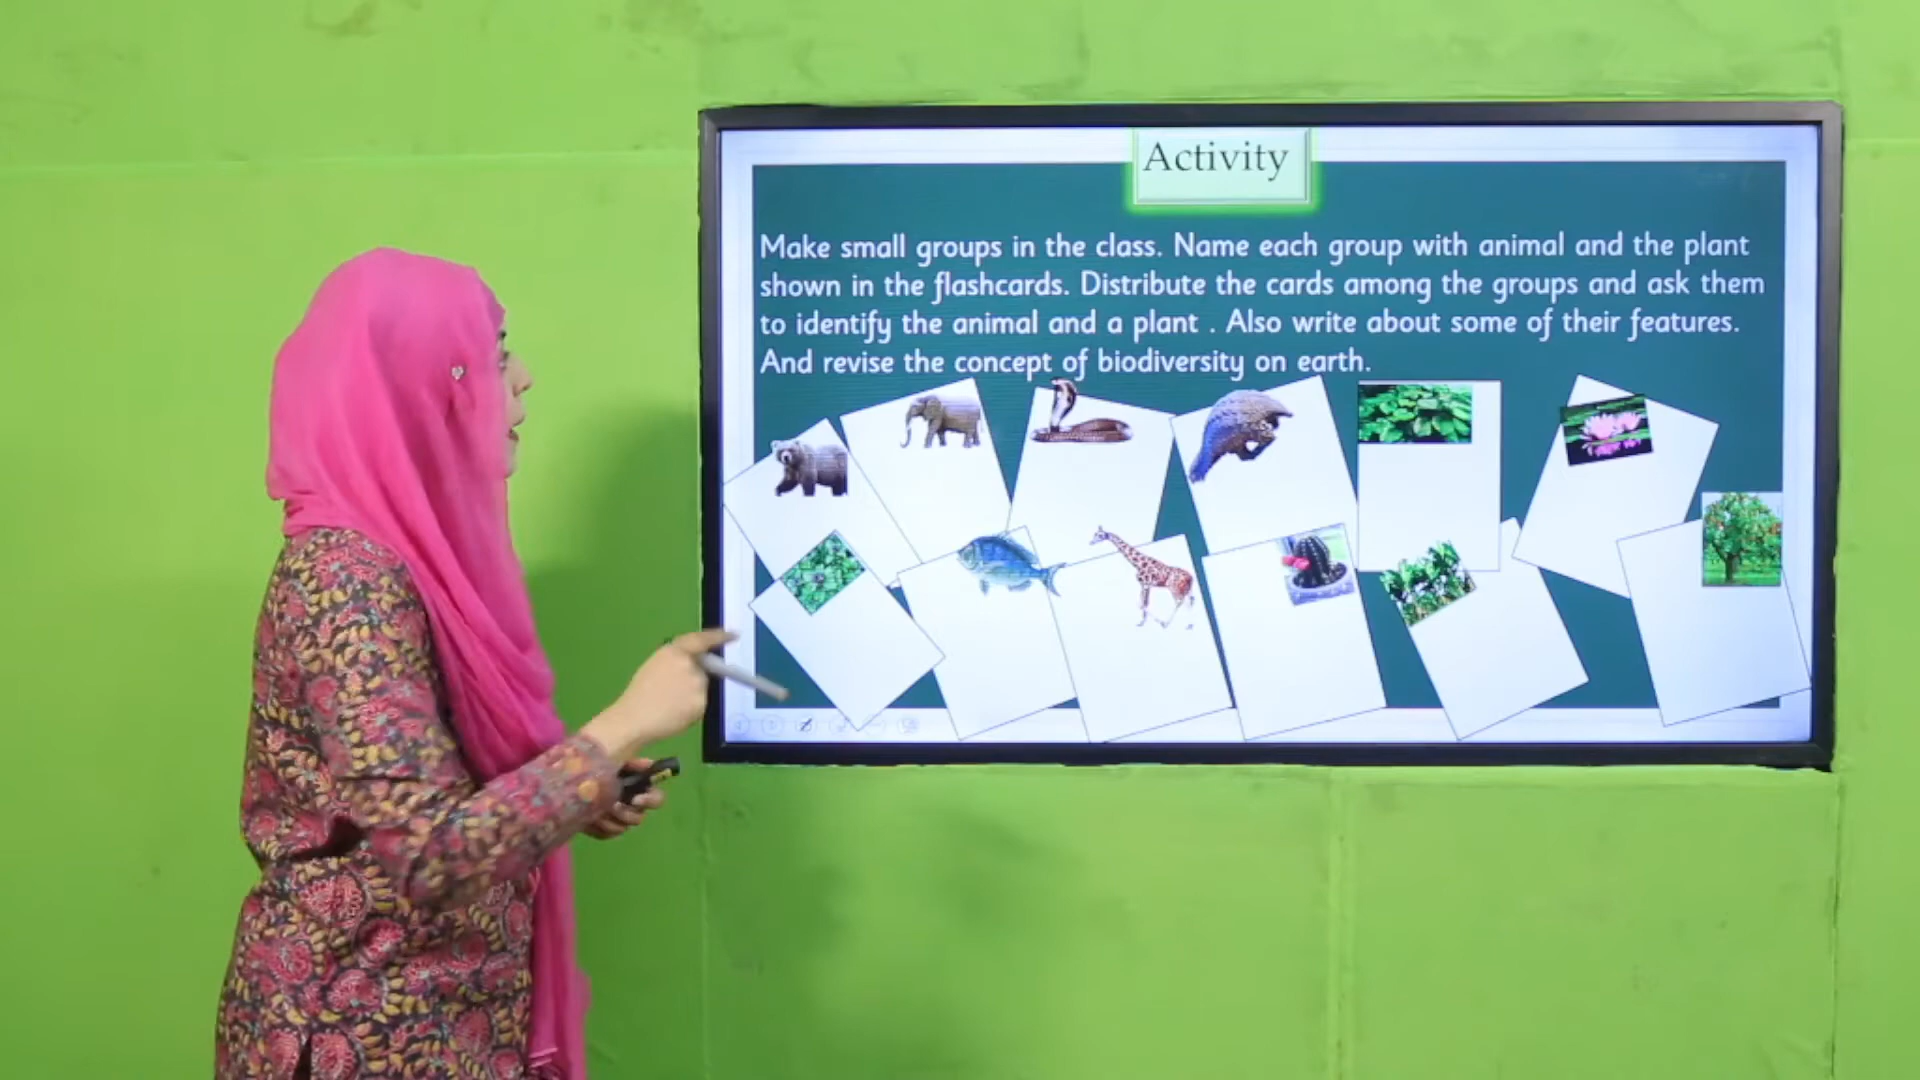 Activity
Make small groups in the class. Name each group with animal and the plant
shown in the flashcards. Distribute the cards among the groups and ask them
to identify the animal and a plant . Also write about some of their features.
And revise the concept of biodiversity on earth.